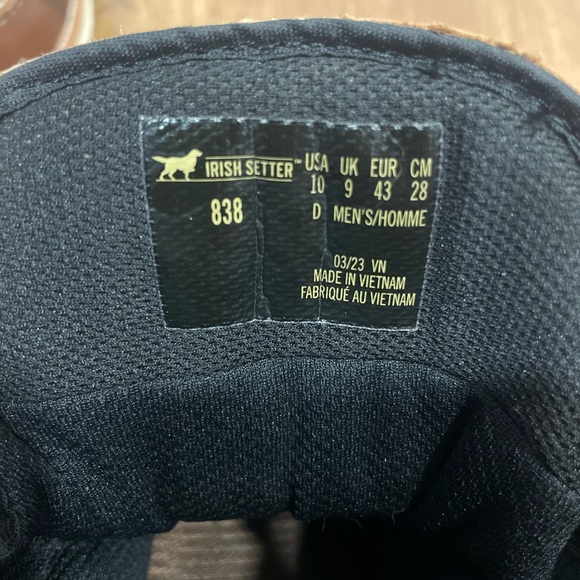 IRISH SETTER™
838
USA UK EUR CM
10 9 43 28
D MEN'S/HOMME
03/23 VN
MADE IN VIETNAM
FABRIQUÉ AU VIETNAM